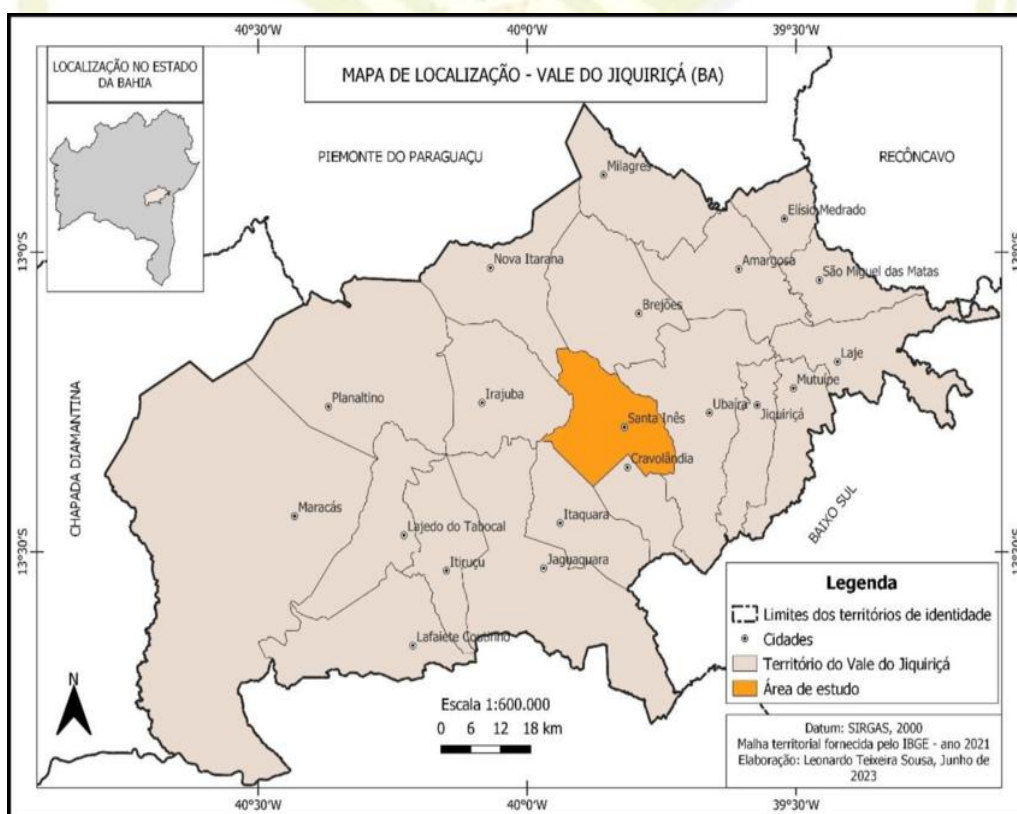 40°30'W
40°00'W
39°30'W
LOCALIZAÇÃO NO ESTADO
DA BAHIA
MAPA DE LOCALIZAÇÃO - VALE DO JIQUIRIÇÁ (BA)
PIEMONTE DO PARAGUAÇU
RECÔNCAVO
Milagres
Elísio Medrado
13°0'S
13°0'S
Nova Itarana
Amargosa
São Miguel das Matas
Brejões
Laje
CHAPADA DIAMANTINA
Planaltino
Irajuba
Mutuípe
Ubaíra
Jiquiriçá
Santa Inês
Cravolândia
Maracás
Lajedo do Tabocal
Itaquara
BAIXO SUL
13°30'S
13°30'S
Itiruçu
Jaguaquara
Lafaiete Coutinho
Legenda
Limites dos territórios de identidade
Cidades
Território do Vale do Jiquiriçá
Área de estudo
N
Escala 1:600.000
0 6 12 18 km
Datum: SIRGAS, 2000
Malha territorial fornecida pelo IBGE - ano 2021
Elaboração: Leonardo Teixeira Sousa, Junho de
2023
40°30'W
40°00'W
39°30'W